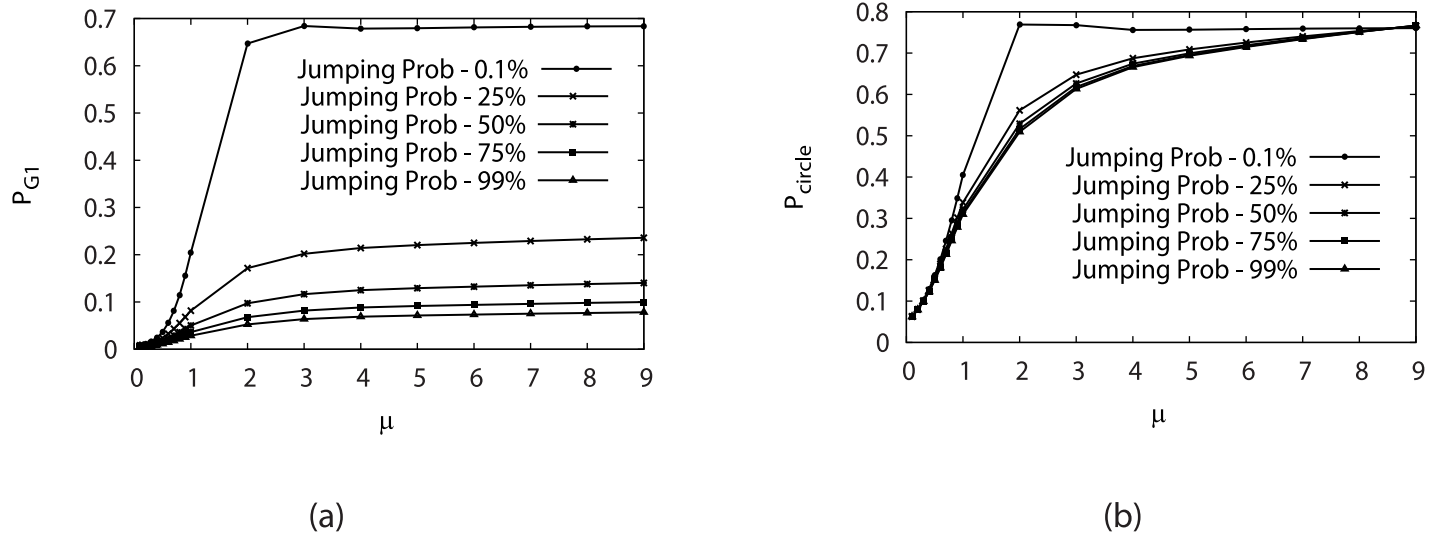 0.7
0.6
0.5
0.4
0.3
0.2
0.1
0
P_G1
Jumping Prob - 0.1%
Jumping Prob - 25%
Jumping Prob - 50%
Jumping Prob - 75%
Jumping Prob - 99%
0 1 2 3 4 5 6 7 8 9
μ
(a)
0.8
0.7
0.6
0.5
0.4
0.3
0.2
0.1
0
P_circle
Jumping Prob - 0.1%
Jumping Prob - 25%
Jumping Prob - 50%
Jumping Prob - 75%
Jumping Prob - 99%
0 1 2 3 4 5 6 7 8 9
μ
(b)